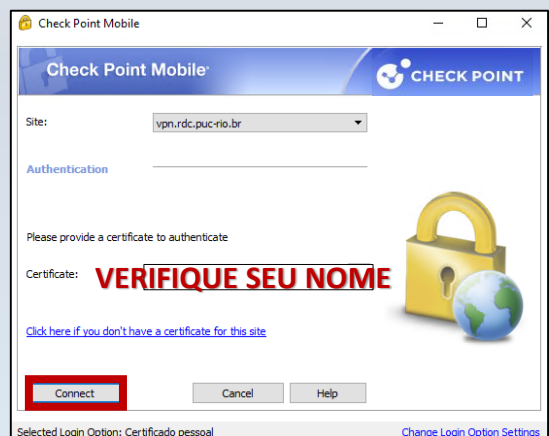 Check Point Mobile
Check Point Mobile
CHECK POINT
Site: vpn.rdc.puc-rio.br
Authentication
Please provide a certificate to authenticate
Certificate: VERIFIQUE SEU NOME
Click here if you don't have a certificate for this site
Connect Cancel Help
Selected Login Option: Certificado pessoal Change Login Option Settings